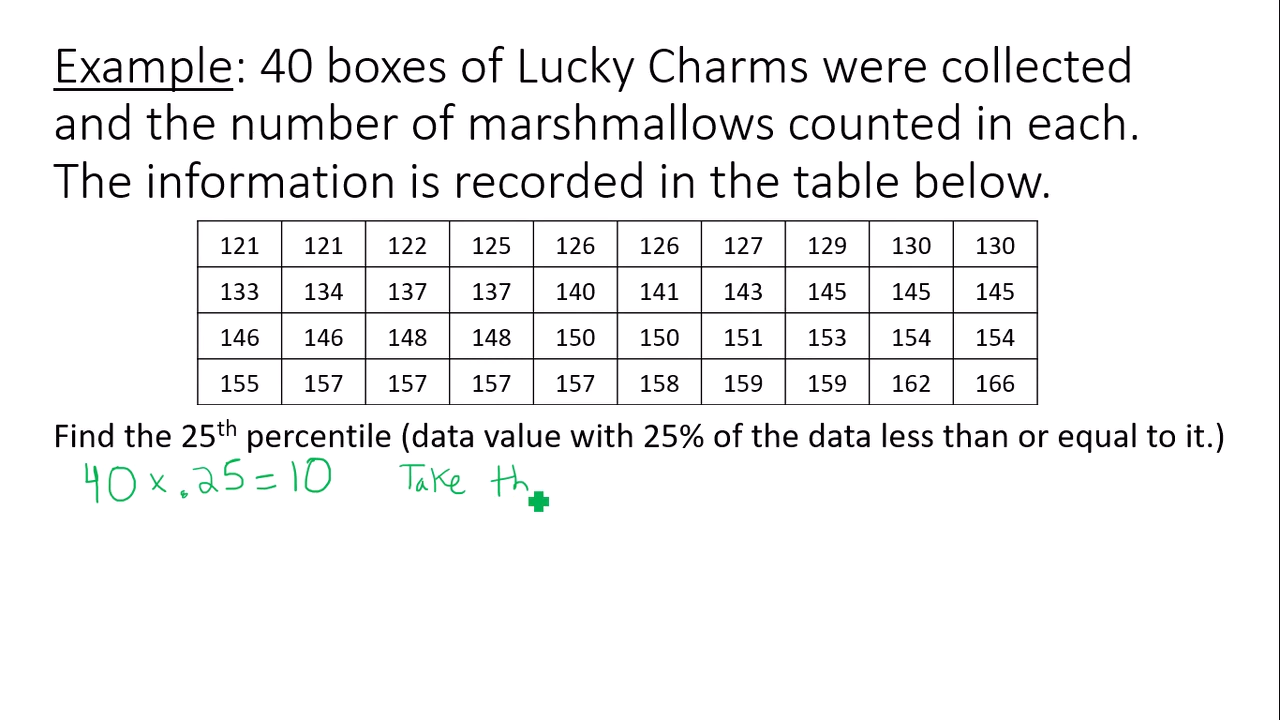 Example: 40 boxes of Lucky Charms were collected
and the number of marshmallows counted in each.
The information is recorded in the table below.
121 121 122 125 126 126 127 129 130 130
133 134 137 137 140 141 143 145 145 145
146 146 148 148 150 150 151 153 154 154
155 157 157 157 157 158 159 159 162 166
Find the 25th percentile (data value with 25% of the data less than or equal to it.)
40 x .25 = 10 Take th